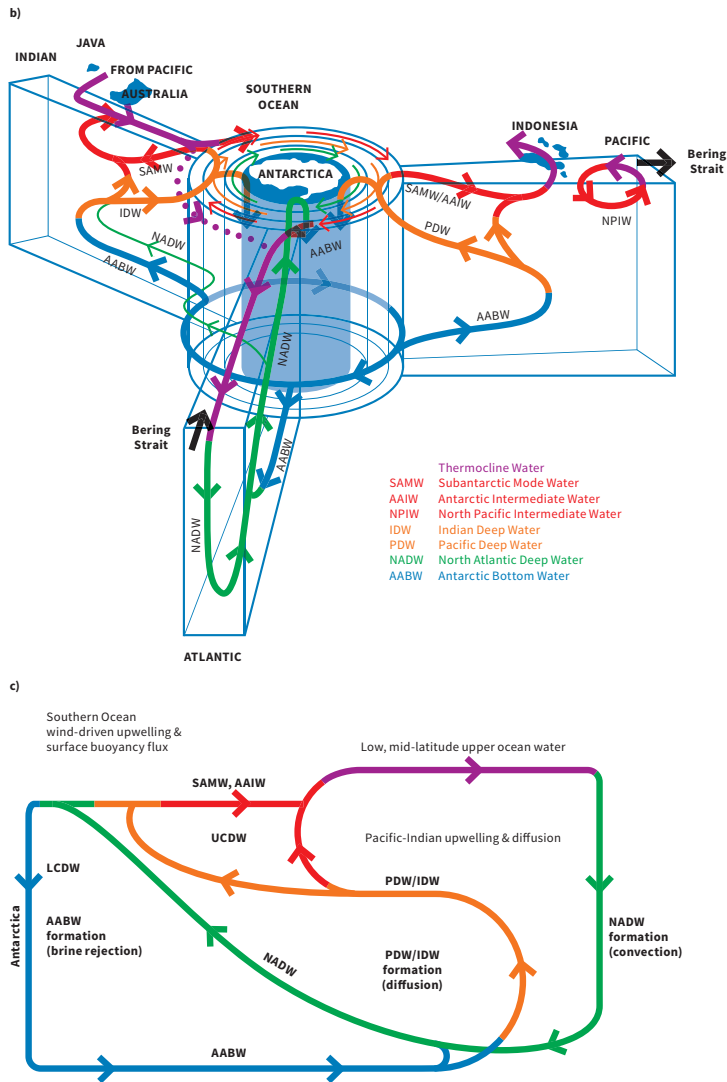 b)
JAVA
INDIAN
FROM PACIFIC
AUSTRALIA
SOUTHERN
OCEAN
INDONESIA
PACIFIC
Bering
Strait
ANTARCTICA
SAMW
SAMW/AAIW
NPIW
IDW
PDW
NADW
AABW
AABW
AABW
NADW
Bering
Strait
AABW
NADW
ATLANTIC
Thermocline Water
SAMW Subantarctic Mode Water
AAIW Antarctic Intermediate Water
NPIW North Pacific Intermediate Water
IDW Indian Deep Water
PDW Pacific Deep Water
NADW North Atlantic Deep Water
AABW Antarctic Bottom Water
c)
Southern Ocean
wind-driven upwelling &
surface buoyancy flux
Low, mid-latitude upper ocean water
SAMW, AAIW
UCDW
Pacific-Indian upwelling & diffusion
LCDW
PDW/IDW
Antarctica
AABW
formation
(brine rejection)
NADW
formation
(convection)
NADW
PDW/IDW
formation
(diffusion)
AABW